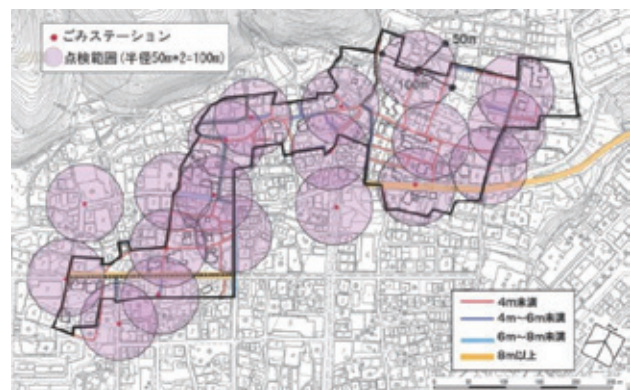 ごみステーション
点検範囲(半径50m*2=100m)
50m
100m
4m未満
4m～6m未満
6m～8m未満
8m以上